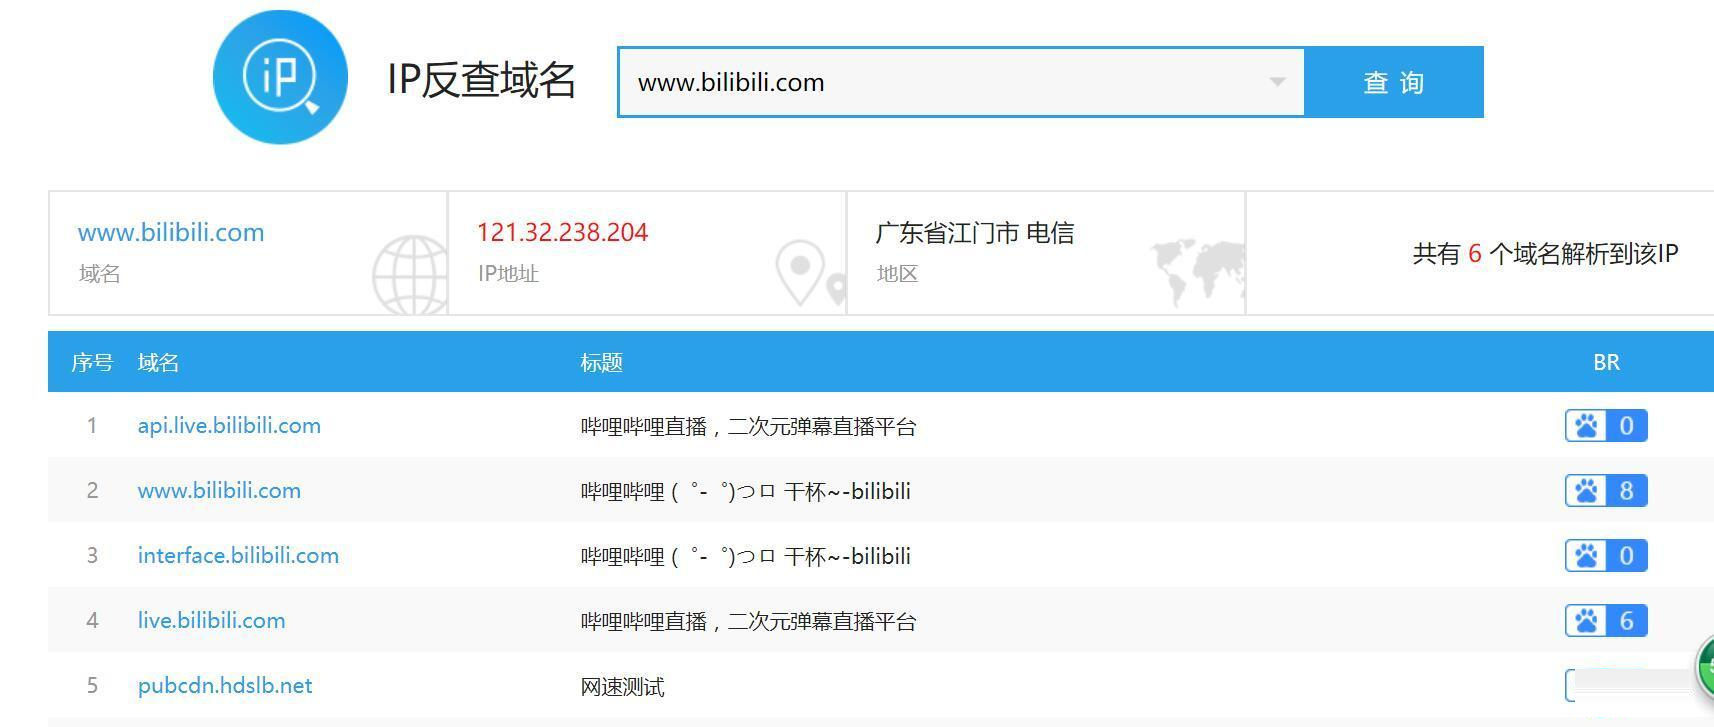 iP
IP反查域名
www.bilibili.com
查 询
www.bilibili.com
域名
121.32.238.204
IP地址
广东省江门市 电信
地区
共有 6 个域名解析到该IP
序号 域名 标题 BR
1 api.live.bilibili.com 哔哩哔哩直播，二次元弹幕直播平台 0
2 www.bilibili.com 哔哩哔哩 (゜-゜)つロ 干杯~-bilibili 8
3 interface.bilibili.com 哔哩哔哩 (゜-゜)つロ 干杯~-bilibili 0
4 live.bilibili.com 哔哩哔哩直播，二次元弹幕直播平台 6
5 pubcdn.hdslb.net 网速测试